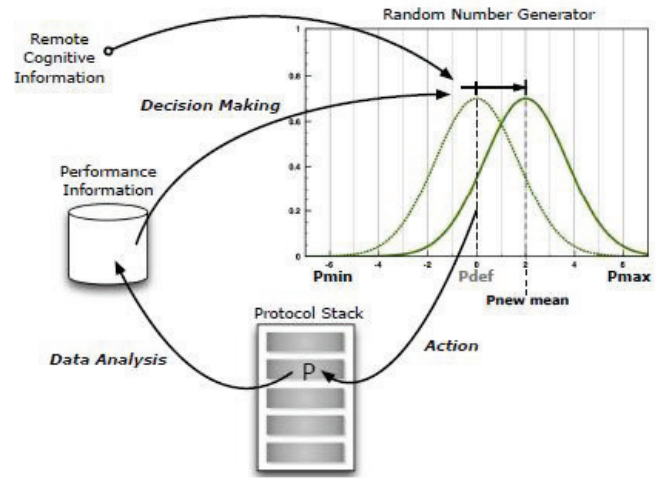 Random Number Generator
Remote
Cognitive
Information
Decision Making
Performance
Information
1
0.8
0.6
0.4
0.2
0
-6
-2
0
2
4
6
Pmin
Pdef
Pmax
Pnew mean
Protocol Stack
P
Data Analysis
Action